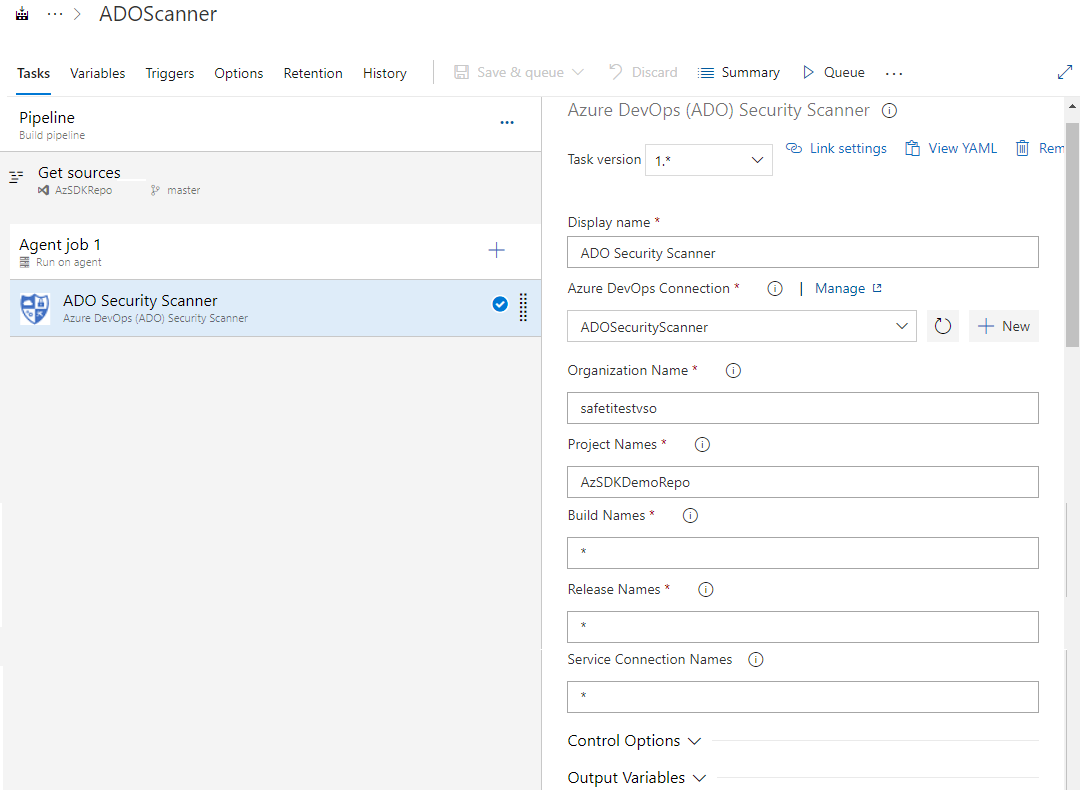 ··· > ADOScanner
Tasks Variables Triggers Options Retention History Save & queue Discard Summary Queue ...
Pipeline
Build pipeline
Get sources
AzSDKRepo master
Agent job 1
Run on agent
ADO Security Scanner
Azure DevOps (ADO) Security Scanner
Azure DevOps (ADO) Security Scanner
Task version 1.* Link settings View YAML Rem
Display name *
ADO Security Scanner
Azure DevOps Connection * | Manage
ADOSecurityScanner New
Organization Name *
safetitestvso
Project Names *
AzSDKDemoRepo
Build Names *
*
Release Names *
*
Service Connection Names
*
Control Options
Output Variables